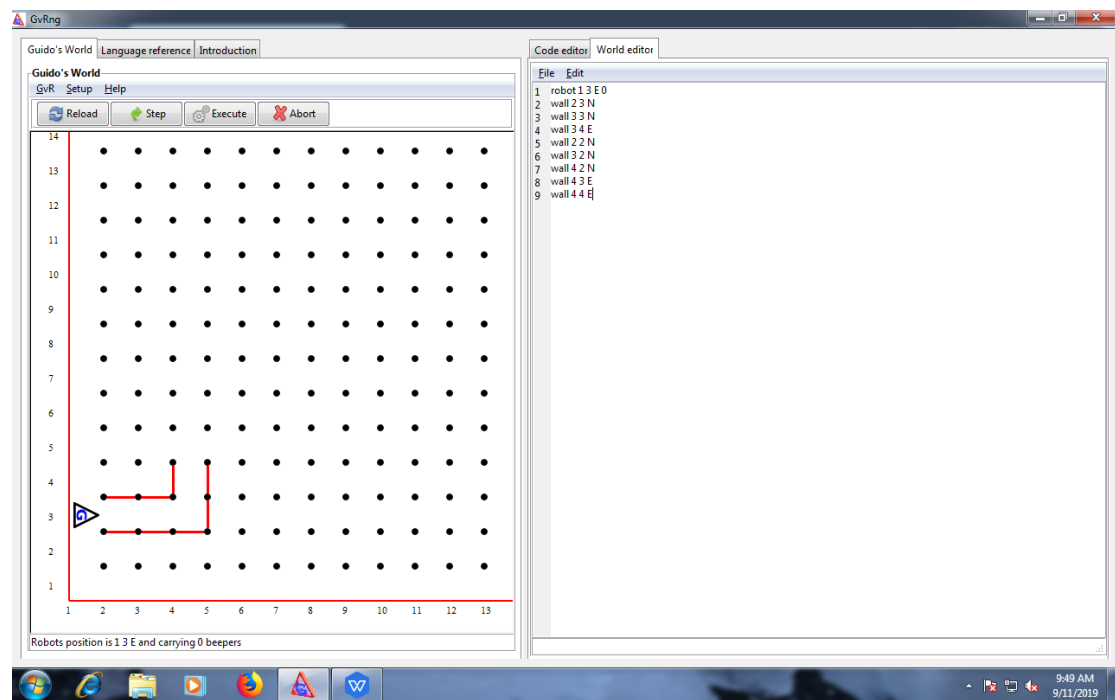 GvRng
Guido's World Language reference Introduction
Guido's World
GvR Setup Help
Reload Step Execute Abort
14
13
12
11
10
9
8
7
6
5
4
3
G
2
1
1 2 3 4 5 6 7 8 9 10 11 12 13
Robots position is 1 3 E and carrying 0 beepers
Code editor World editor
File Edit
1 robot 1 3 E 0
2 wall 2 3 N
3 wall 3 3 N
4 wall 3 4 E
5 wall 2 2 N
6 wall 3 2 N
7 wall 4 2 N
8 wall 4 3 E
9 wall 4 4 E
W
9:49 AM
9/11/2019